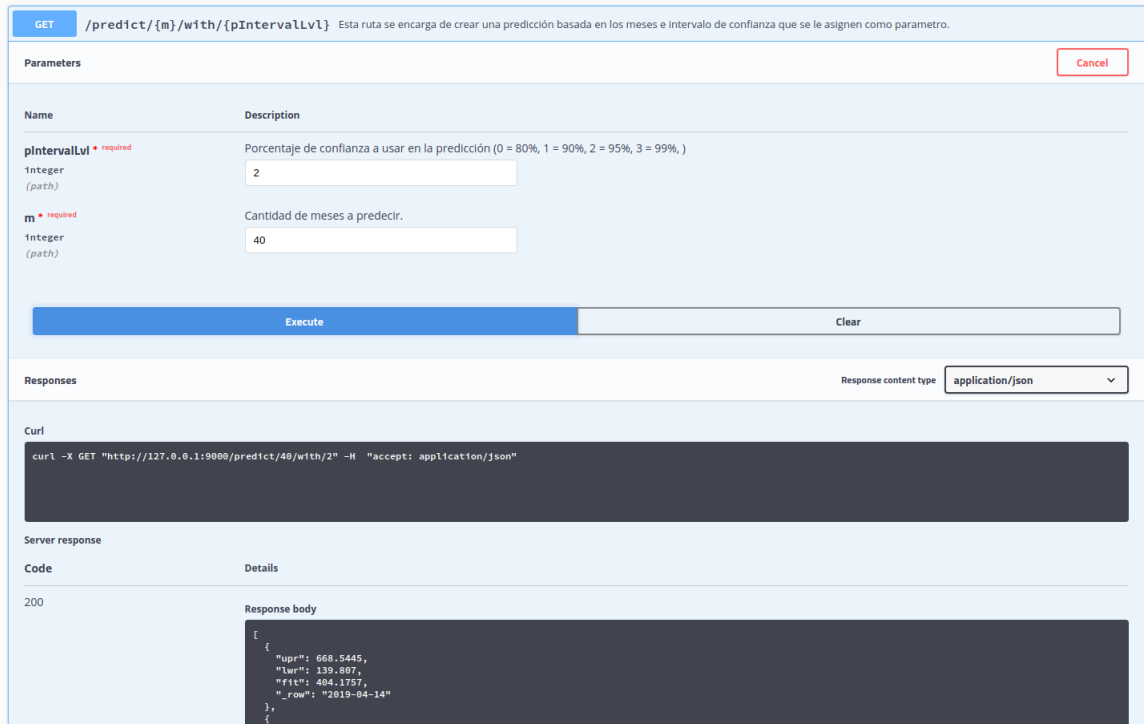 GET /predict/{m}/with/{pIntervalLvl} Esta ruta se encarga de crear una predicción basada en los meses e intervalo de confianza que se le asignen como parametro.
Parameters Cancel
Name Description
pIntervalLvl * required Porcentaje de confianza a usar en la predicción (0 = 80%, 1 = 90%, 2 = 95%, 3 = 99%, )
integer 2
(path)
m * required Cantidad de meses a predecir.
integer 40
(path)
Execute Clear
Responses Response content type application/json
Curl
curl -X GET "http://127.0.0.1:9000/predict/40/with/2" -H  "accept: application/json"
Server response
Code Details
200 Response body
[
{
"upr": 668.5445,
"lwr": 139.807,
"fit": 404.1757,
"_row": "2019-04-14"
},
{